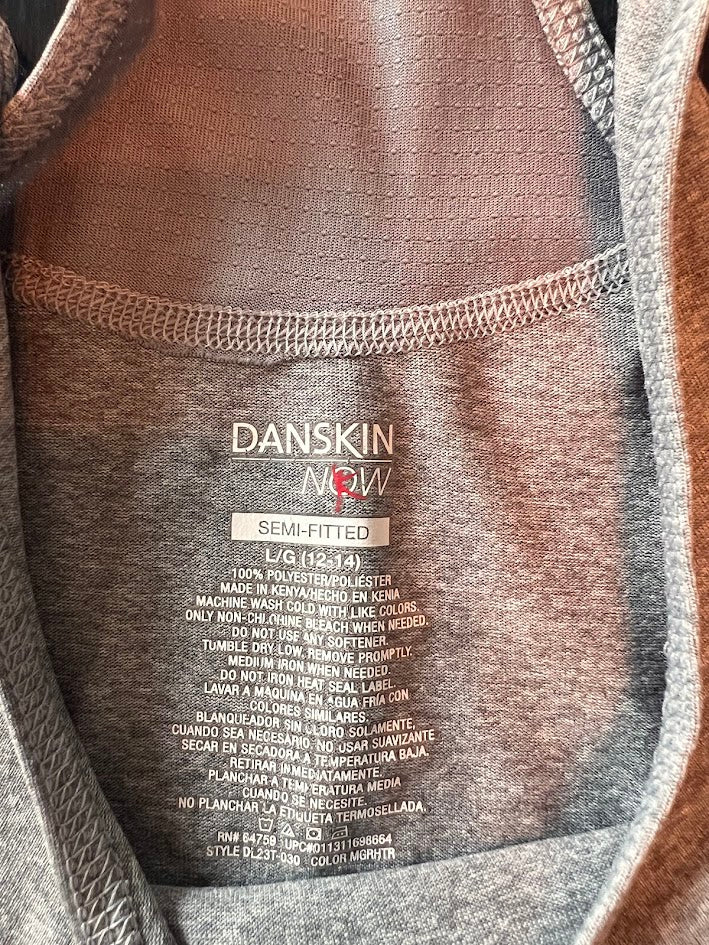 DANSKIN
NOW
SEMI-FITTED
L/G (12-14)
100% POLYESTER/POLIÉSTER
MADE IN KENYA/HECHO EN KENIA
MACHINE WASH COLD WITH LIKE COLORS.
ONLY NON-CHLORINE BLEACH WHEN NEEDED.
DO NOT USE ANY SOFTENER.
TUMBLE DRY LOW, REMOVE PROMPTLY.
MEDIUM IRON WHEN NEEDED.
DO NOT IRON HEAT SEAL LABEL.
LAVAR A MAQUINA EN AGUA FRÍA CON
COLORES SIMILARES.
BLANQUEADOR SIN CLORO SOLAMENTE,
CUANDO SEA NECESARIO, NO USAR SUAVIZANTE
SECAR EN SECADORA A TEMPERATURA BAJA.
RETIRAR INMEDIATAMENTE.
PLANCHAR A TEMPERATURA MEDIA
CUANDO SE NECESITE.
NO PLANCHAR LA ETIQUETA TERMOSELLADA.
RN# 64759 UPC#011311698664
STYLE DL23T-030 COLOR MGRHTR